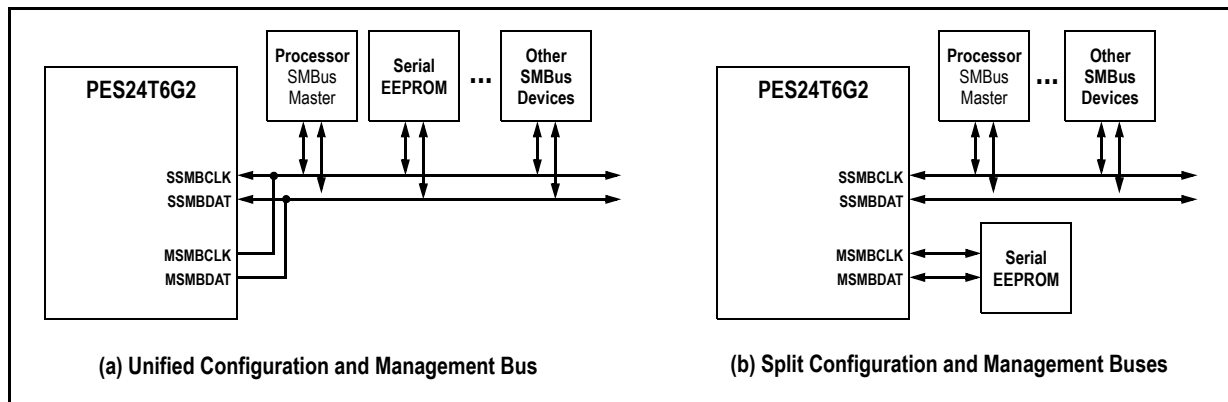 PES24T6G2
Processor
SMBus
Master
Serial
EEPROM
...
Other
SMBus
Devices
SSMBCLK
SSMBDAT
MSMBCLK
MSMBDAT
(a) Unified Configuration and Management Bus
PES24T6G2
Processor
SMBus
Master
...
Other
SMBus
Devices
SSMBCLK
SSMBDAT
MSMBCLK
MSMBDAT
Serial
EEPROM
(b) Split Configuration and Management Buses